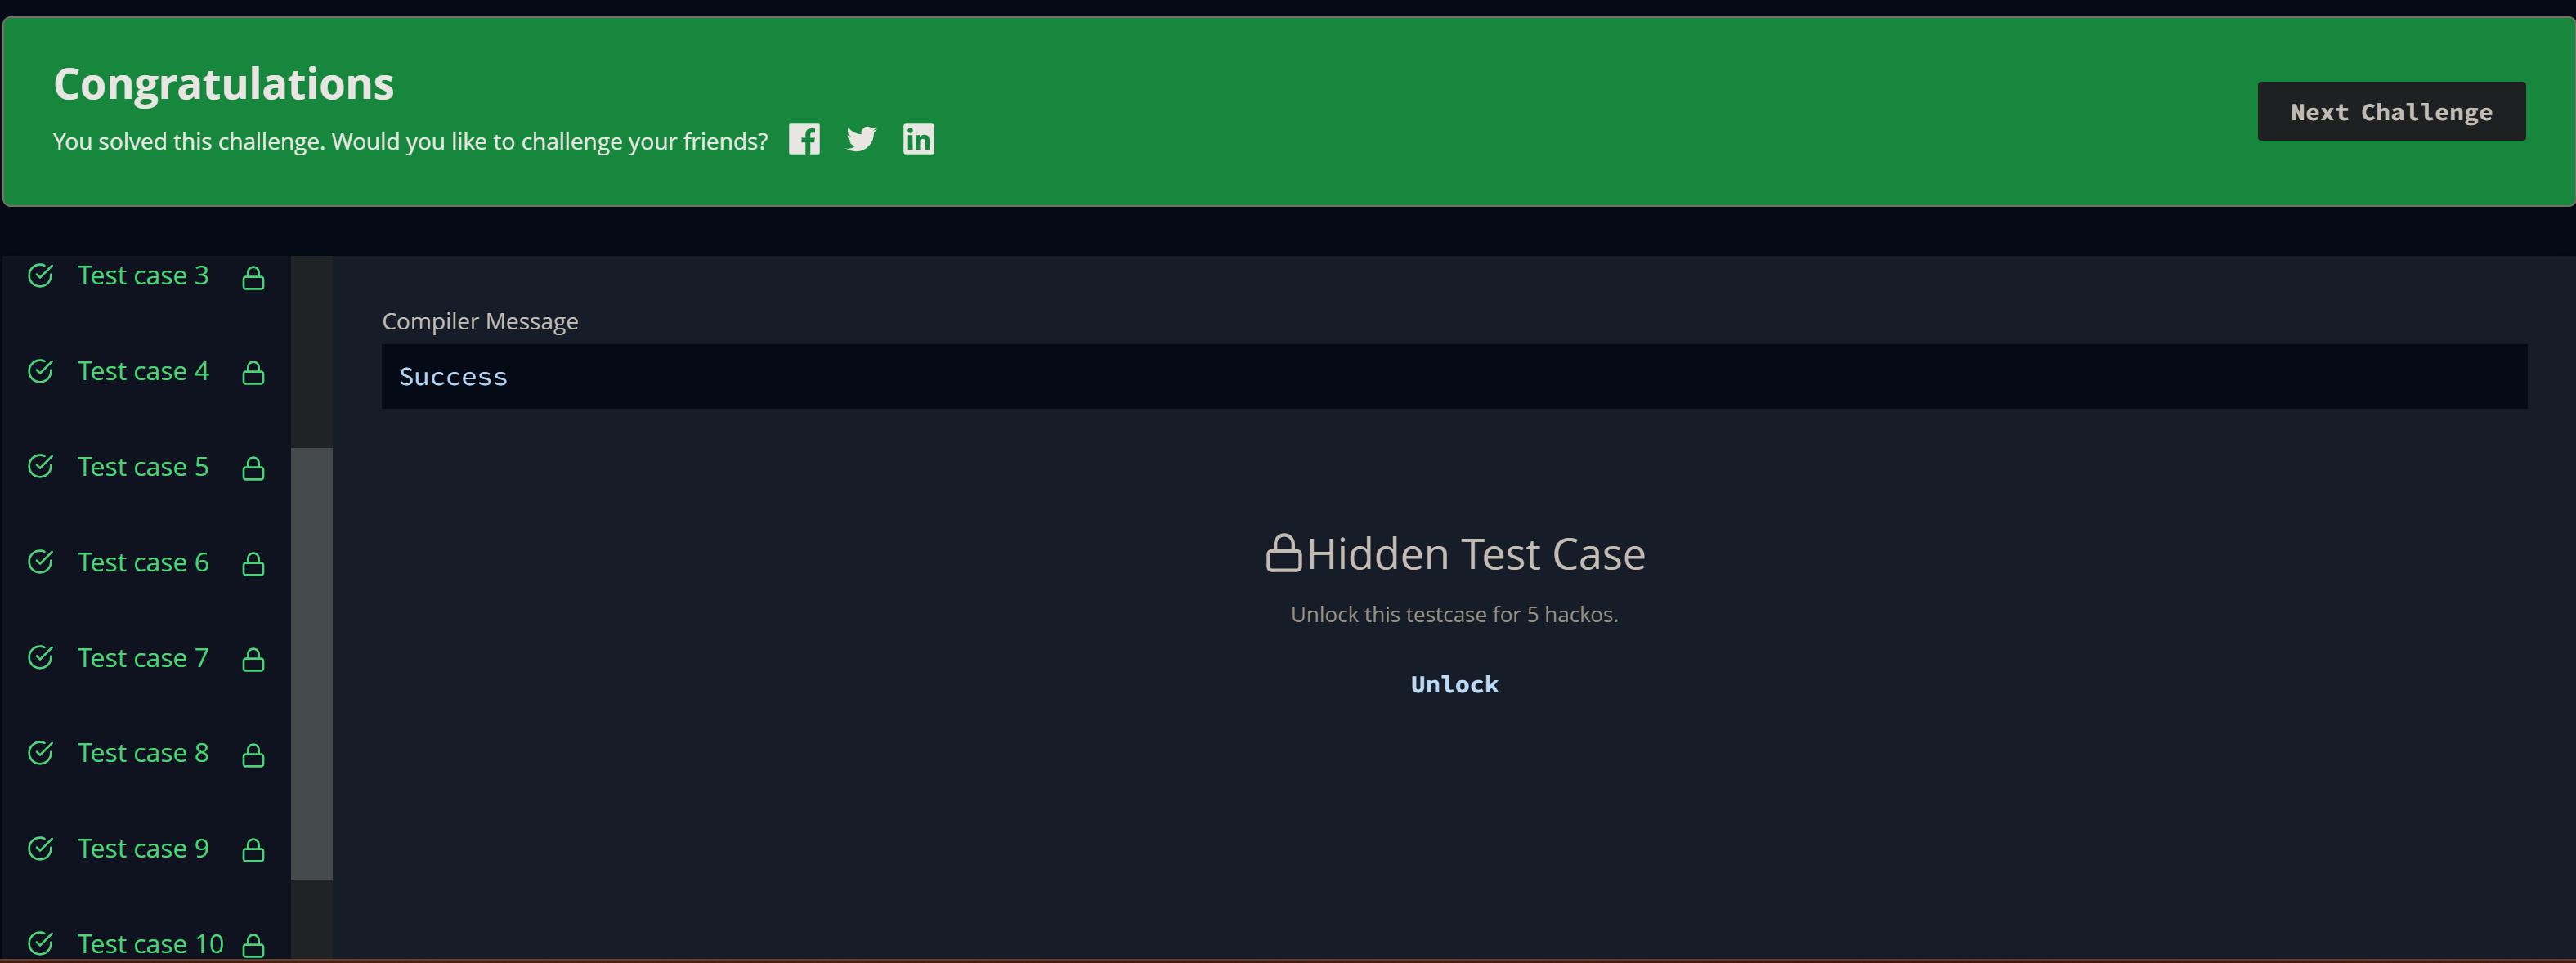 Congratulations
You solved this challenge. Would you like to challenge your friends?
Next Challenge
Test case 3
Test case 4
Test case 5
Test case 6
Test case 7
Test case 8
Test case 9
Test case 10
Compiler Message
Success
Hidden Test Case
Unlock this testcase for 5 hackos.
Unlock